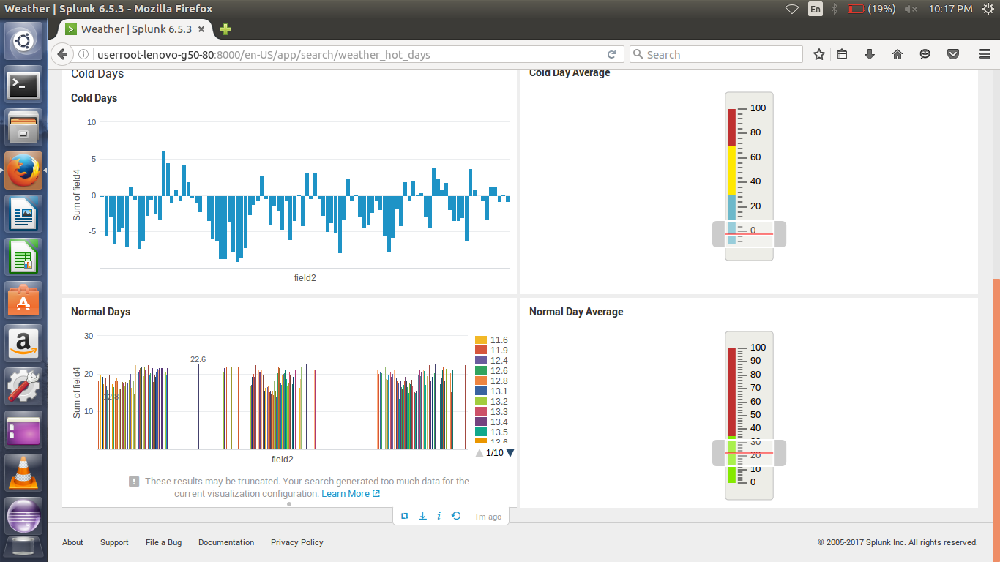 Weather | Splunk 6.5.3 - Mozilla Firefox
En
(19%)
10:17 PM
Weather | Splunk 6.5.3
userroot-lenovo-g50-80:8000/en-US/app/search/weather_hot_days
Search
Cold Days
Cold Days
10
5
0
-5
Sum of field4
field2
Cold Day Average
100
80
60
40
20
0
Normal Days
30
20
10
Sum of field4
22.6
12.8
field2
11.6
11.9
12.4
12.6
12.8
13.1
13.2
13.3
13.4
13.5
13.6
1/10
These results may be truncated. Your search generated too much data for the
current visualization configuration. Learn More
1m ago
Normal Day Average
100
90
80
70
60
50
40
30
20
10
0
About Support File a Bug Documentation Privacy Policy
© 2005-2017 Splunk Inc. All rights reserved.